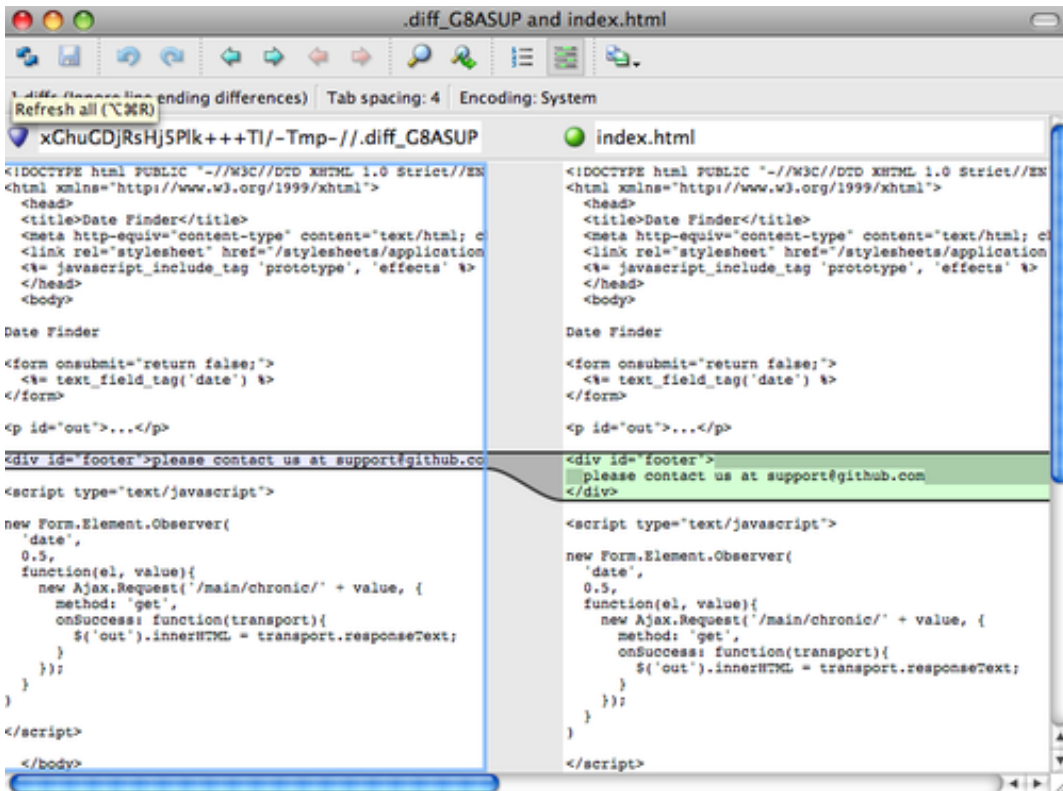 .diff_G8ASUP and index.html
ending differences) Tab spacing: 4 Encoding: System
Refresh all (⌥⌘R)
xGhuGDjRsHj5Plk+++TI/-Tmp-//.diff_G8ASUP
<!DOCTYPE html PUBLIC "-//W3C//DTD XHTML 1.0 Strict//EN
<html xmlns="http://www.w3.org/1999/xhtml">
<head>
<title>Date Finder</title>
<meta http-equiv="content-type" content="text/html; c
<link rel="stylesheet" href="/stylesheets/application
<%= javascript_include_tag 'prototype', 'effects' %>
</head>
<body>
Date Finder
<form onsubmit="return false;">
<%= text_field_tag('date') %>
</form>
<p id="out">...</p>
<div id="footer">please contact us at support@github.co
<script type="text/javascript">
new Form.Element.Observer(
'date',
0.5,
function(el, value){
new Ajax.Request('/main/chronic/' + value, {
method: 'get',
onSuccess: function(transport){
$('out').innerHTML = transport.responseText;
}
});
}
)
</script>
</body>
index.html
<!DOCTYPE html PUBLIC "-//W3C//DTD XHTML 1.0 Strict//EN
<html xmlns="http://www.w3.org/1999/xhtml">
<head>
<title>Date Finder</title>
<meta http-equiv="content-type" content="text/html; cl
<link rel="stylesheet" href="/stylesheets/application
<%= javascript_include_tag 'prototype', 'effects' %>
</head>
<body>
Date Finder
<form onsubmit="return false;">
<%= text_field_tag('date') %>
</form>
<p id="out">...</p>
<div id="footer">
please contact us at support@github.com
</div>
<script type="text/javascript">
new Form.Element.Observer(
'date',
0.5,
function(el, value){
new Ajax.Request('/main/chronic/' + value, {
method: 'get',
onSuccess: function(transport){
$('out').innerHTML = transport.responseText;
}
});
}
)
</script>